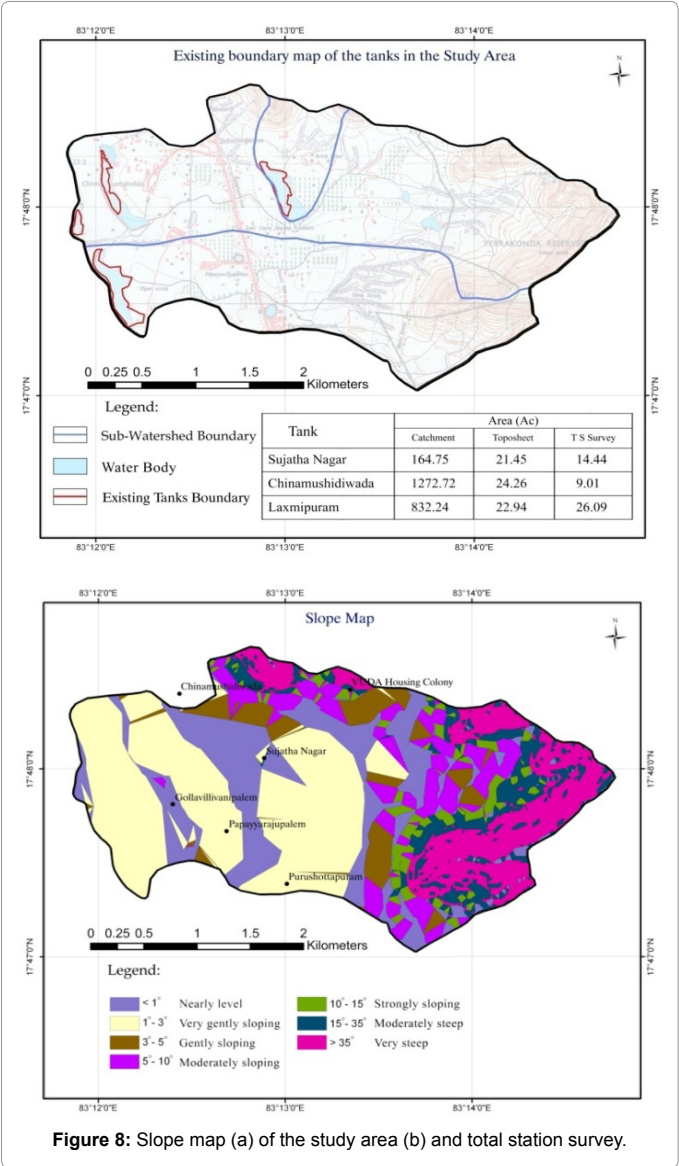 83°12'0"E 83°13'0"E 83°14'0"E
Existing boundary map of the tanks in the Study Area
N
17°48'0"N 17°48'0"N
YERRAKONDA RESERVE
17°47'0"N 17°47'0"N
0 0.25 0.5 1 1.5 2
Kilometers
Legend:
Sub-Watershed Boundary
Water Body
Existing Tanks Boundary
Tank Area (Ac)
Catchment Toposheet T S Survey
Sujatha Nagar 164.75 21.45 14.44
Chinamushidiwada 1272.72 24.26 9.01
Laxmipuram 832.24 22.94 26.09
83°12'0"E 83°13'0"E 83°14'0"E
83°12'0"E 83°13'0"E 83°14'0"E
Slope Map
N
Chinamushidiwada
VUDA Housing Colony
Sujatha Nagar
17°48'0"N 17°48'0"N
Gollavillivanipalem
Papayyarajupalem
Purushottapuram
17°47'0"N 17°47'0"N
0 0.25 0.5 1 1.5 2
Kilometers
Legend:
< 1° Nearly level
1°- 3° Very gently sloping
3°- 5° Gently sloping
5°- 10° Moderately sloping
10°- 15° Strongly sloping
15°- 35° Moderately steep
> 35° Very steep
83°12'0"E 83°13'0"E 83°14'0"E
Figure 8: Slope map (a) of the study area (b) and total station survey.